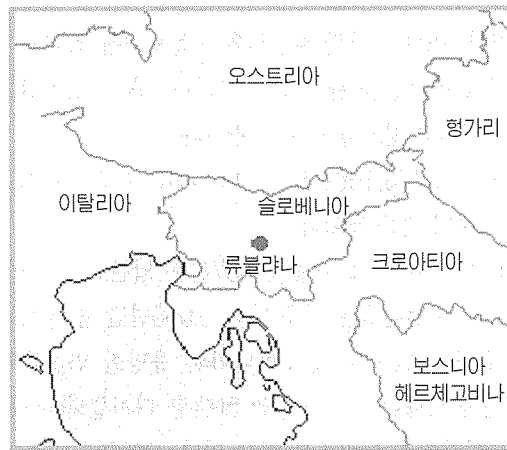 오스트리아
헝가리
이탈리아
슬로베니아
류블랴나
크로아티아
보스니아
헤르체고비나